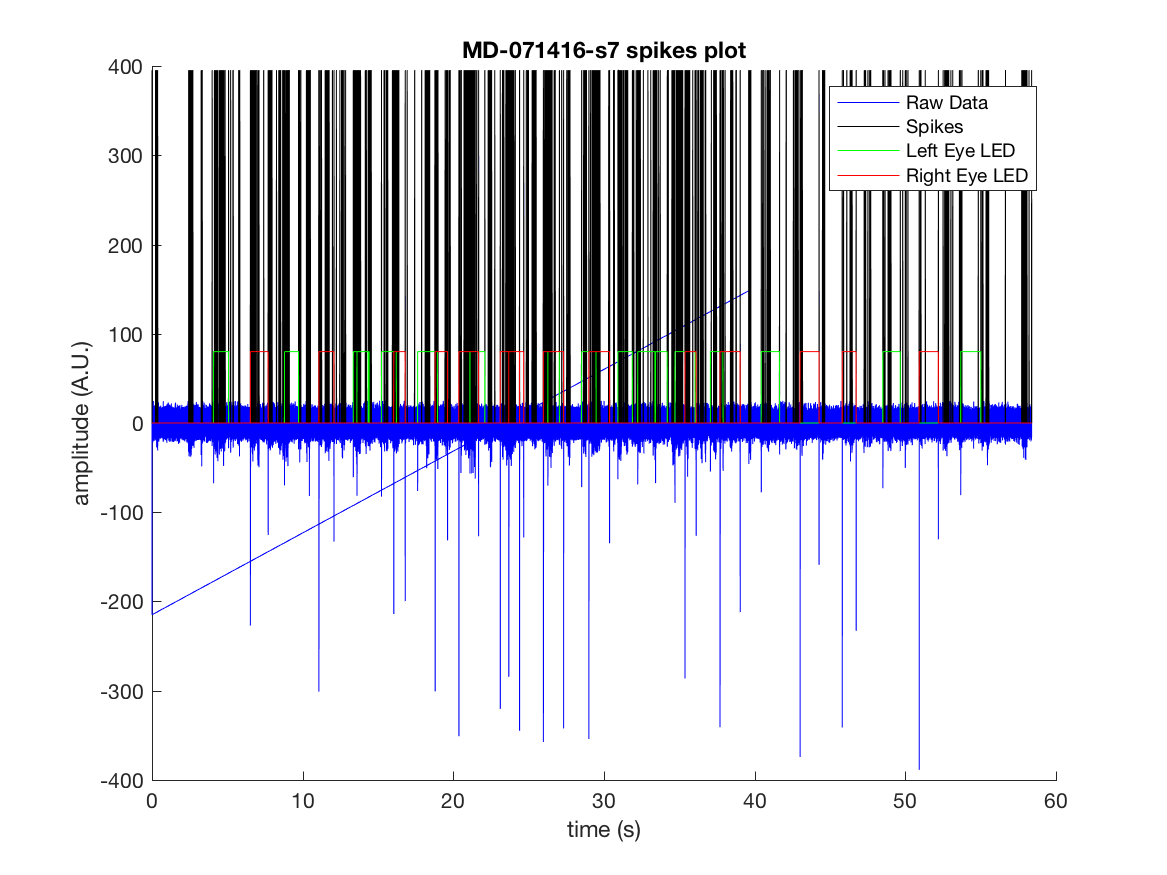 MD-071416-s7 spikes plot
400
300
200
100
0
-100
-200
-300
-400
amplitude (A.U.)
Raw Data
Spikes
Left Eye LED
Right Eye LED
0 10 20 30 40 50 60
time (s)